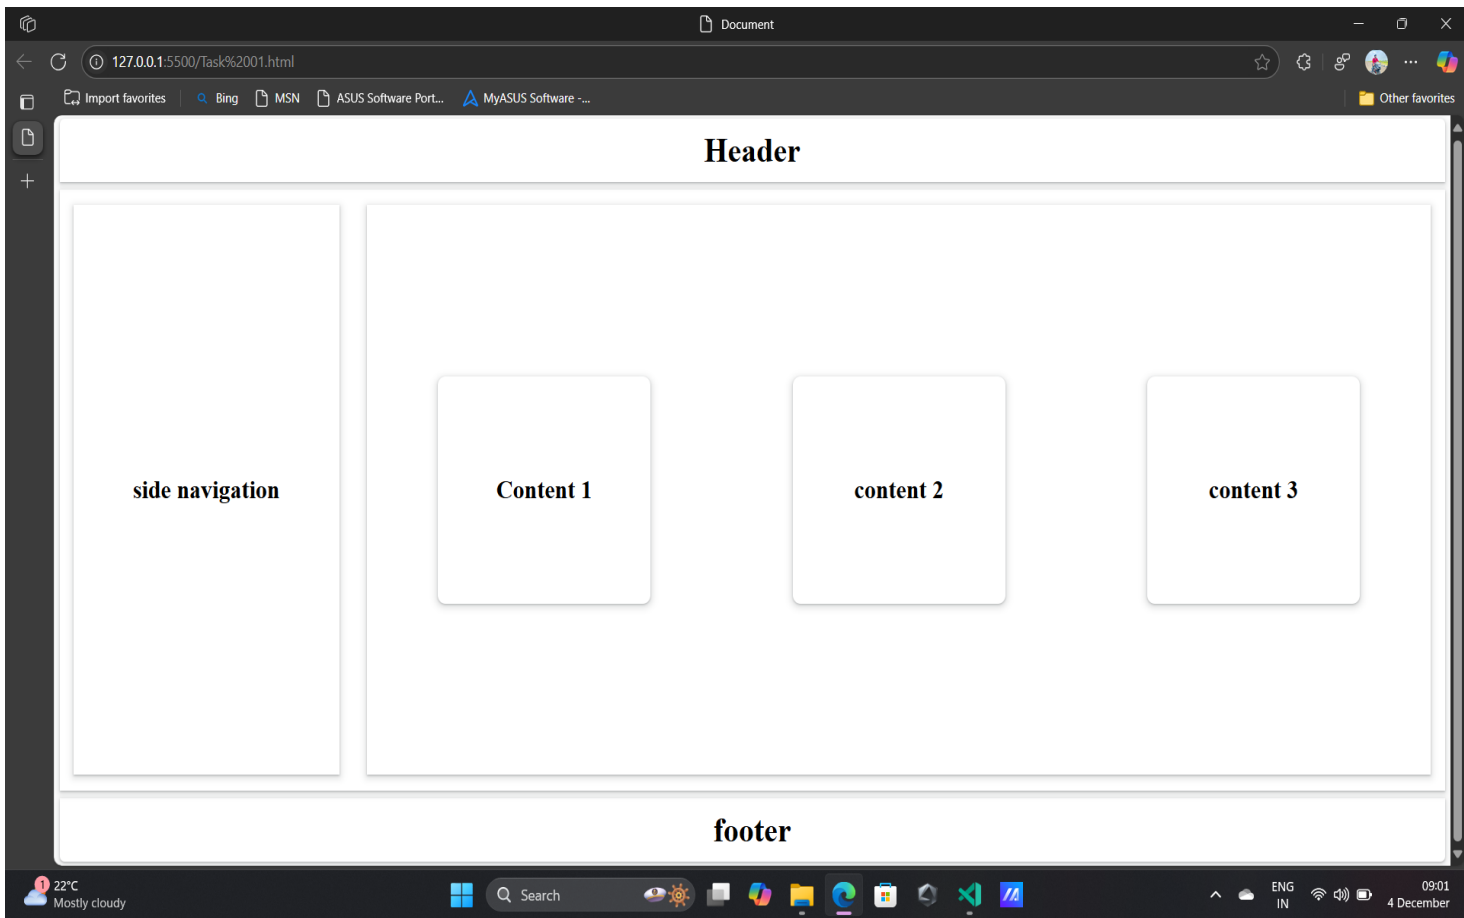 Document
127.0.0.1:5500/Task%2001.html
Import favorites
Bing
MSN
ASUS Software Port...
MyASUS Software -...
Other favorites
Header
side navigation
Content 1
content 2
content 3
footer
1
22°C
Mostly cloudy
Search
ENG
IN
09:01
4 December